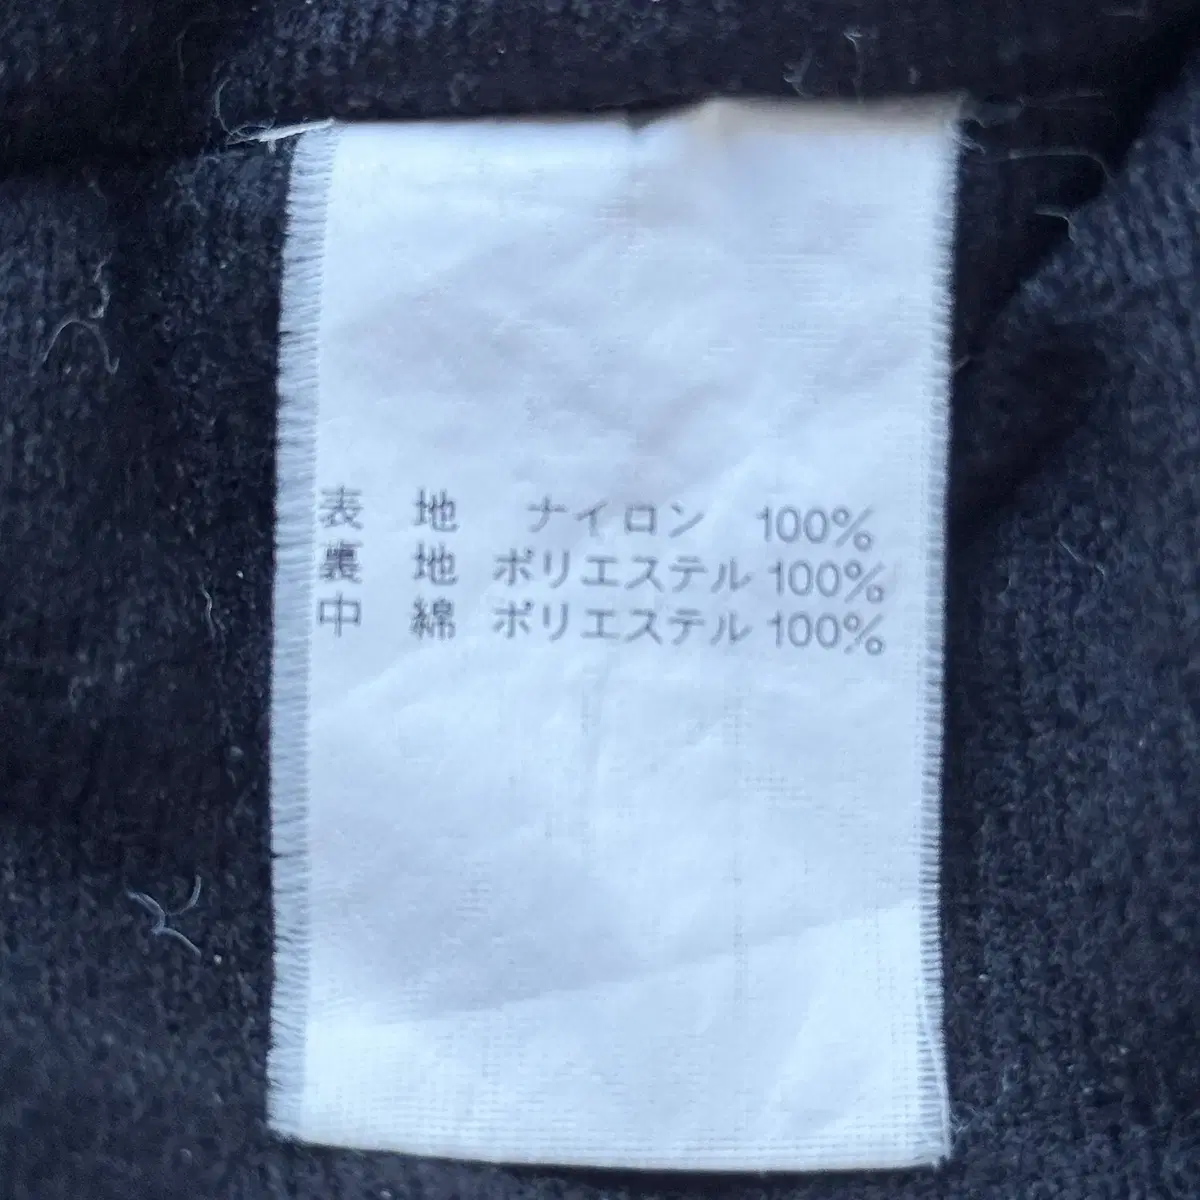 表 地 ナイロン 100%
裏 地 ポリエステル 100%
中 綿 ポリエステル 100%